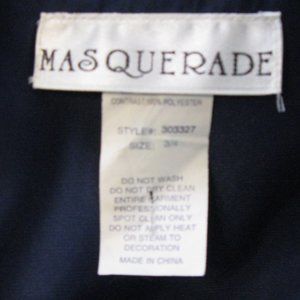 MASQUERADE
CONTRAST: 100% POLYESTER
STYLE#: 303327
SIZE: 3/4
DO NOT WASH
DO NOT DRY CLEAN
ENTIRE GARMENT
PROFESSIONALLY
SPOT CLEAN ONLY
DO NOT APPLY HEAT
OR STEAM TO
DECORATION
MADE IN CHINA